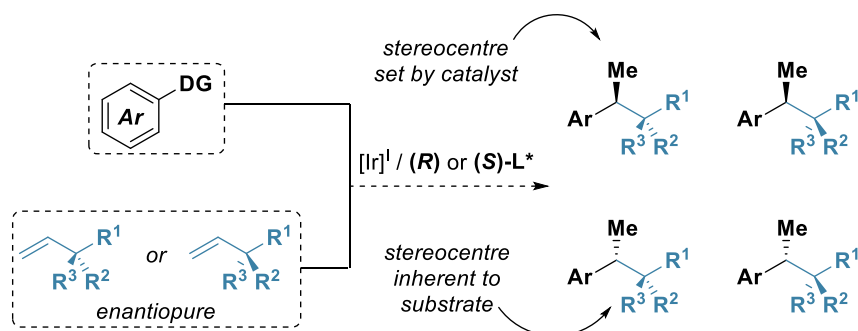 stereocentre
set by catalyst
DG
Ar
Me
Ar
R¹
R³ R²
Me
Ar
R¹
R³ R²
[Ir]ᴵ / (R) or (S)-L*
R¹
R³ R²
or
R¹
R³ R²
enantiopure
stereocentre
inherent to
substrate
Me
Ar
R¹
R³ R²
Me
Ar
R¹
R³ R²